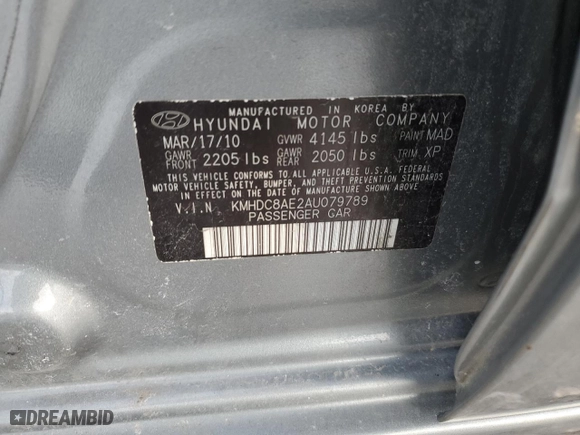 MANUFACTURED IN KOREA BY
HYUNDAI MOTOR COMPANY
MAR/17/10 GVWR 4145 lbs PAINT MAD
GAWR FRONT 2205 lbs GAWR REAR 2050 lbs TRIM XP
THIS VEHICLE CONFORMS TO ALL APPLICABLE U.S.A. FEDERAL
MOTOR VEHICLE SAFETY, BUMPER, AND THEFT PREVENTION STANDARDS
IN EFFECT ON THE DATE OF MANUFACTURE SHOWN ABOVE.
V.I.N KMHDC8AE2AU079789
PASSENGER CAR
DREAMBID